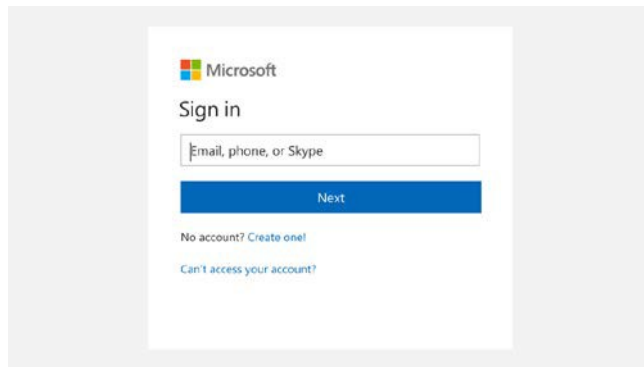 Microsoft
Sign in
Email, phone, or Skype
Next
No account? Create one!
Can't access your account?